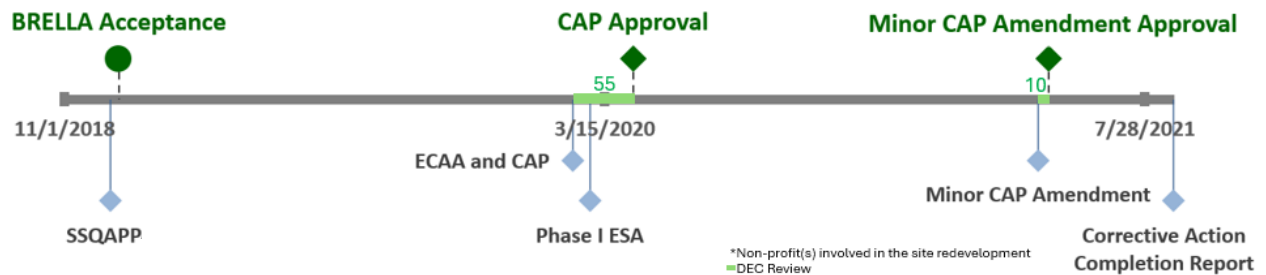 BRELLA Acceptance
CAP Approval
Minor CAP Amendment Approval
55
10
11/1/2018
3/15/2020
7/28/2021
ECAA and CAP
Minor CAP Amendment
SSQAPP
Phase I ESA
Corrective Action
Completion Report
*Non-profit(s) involved in the site redevelopment
DEC Review